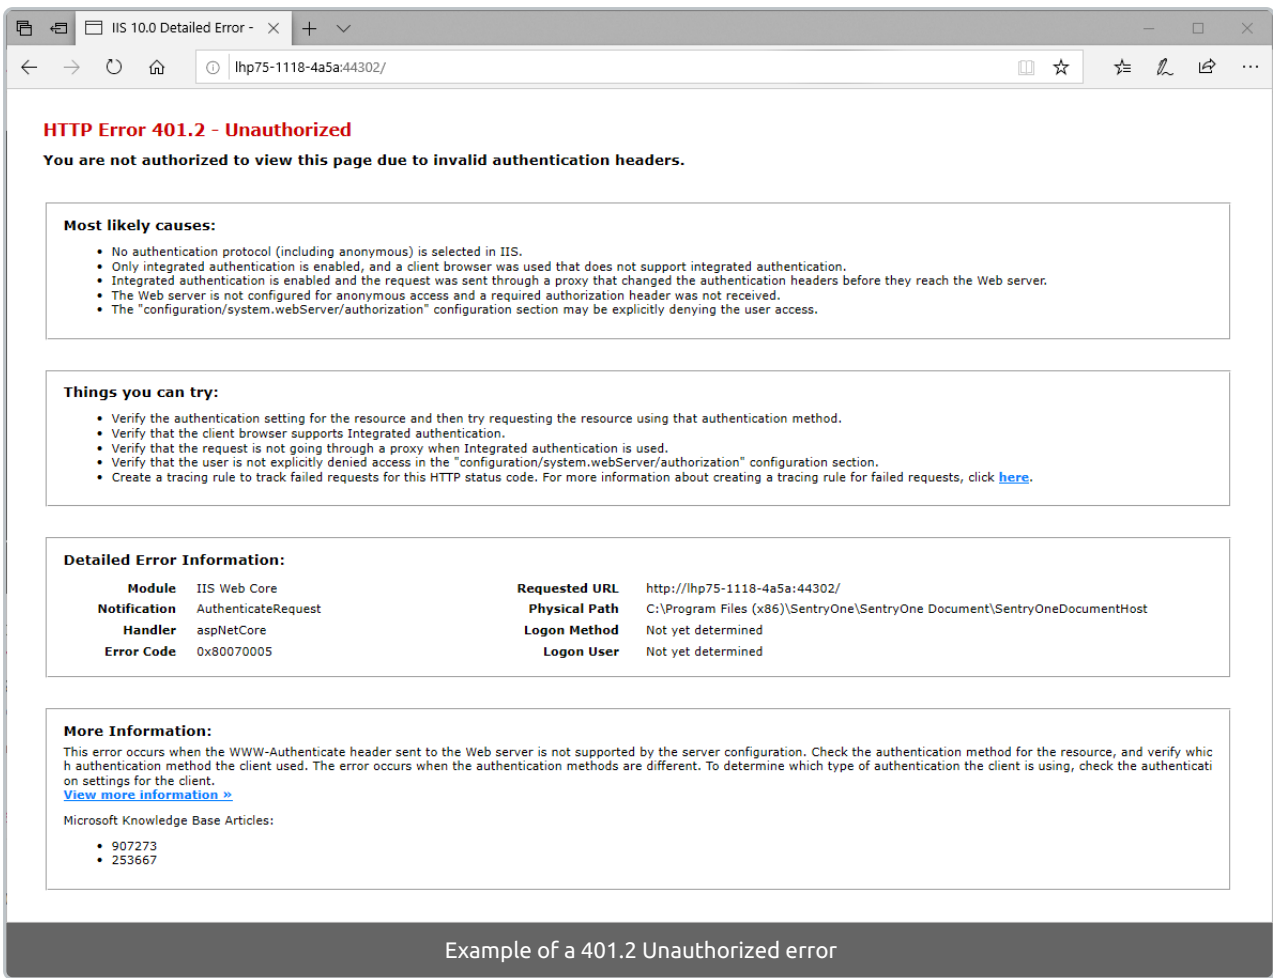 IIS 10.0 Detailed Error -
lhp75-1118-4a5a:44302/
HTTP Error 401.2 - Unauthorized
You are not authorized to view this page due to invalid authentication headers.
Most likely causes:
• No authentication protocol (including anonymous) is selected in IIS.
• Only integrated authentication is enabled, and a client browser was used that does not support integrated authentication.
• Integrated authentication is enabled and the request was sent through a proxy that changed the authentication headers before they reach the Web server.
• The Web server is not configured for anonymous access and a required authorization header was not received.
• The "configuration/system.webServer/authorization" configuration section may be explicitly denying the user access.
Things you can try:
• Verify the authentication setting for the resource and then try requesting the resource using that authentication method.
• Verify that the client browser supports Integrated authentication.
• Verify that the request is not going through a proxy when Integrated authentication is used.
• Verify that the user is not explicitly denied access in the "configuration/system.webServer/authorization" configuration section.
• Create a tracing rule to track failed requests for this HTTP status code. For more information about creating a tracing rule for failed requests, click here.
Detailed Error Information:
Module IIS Web Core
Notification AuthenticateRequest
Handler aspNetCore
Error Code 0x80070005
Requested URL http://lhp75-1118-4a5a:44302/
Physical Path C:\Program Files (x86)\SentryOne\SentryOne Document\SentryOneDocumentHost
Logon Method Not yet determined
Logon User Not yet determined
More Information:
This error occurs when the WWW-Authenticate header sent to the Web server is not supported by the server configuration. Check the authentication method for the resource, and verify whic
h authentication method the client used. The error occurs when the authentication methods are different. To determine which type of authentication the client is using, check the authenticati
on settings for the client.
View more information »
Microsoft Knowledge Base Articles:
• 907273
• 253667
Example of a 401.2 Unauthorized error